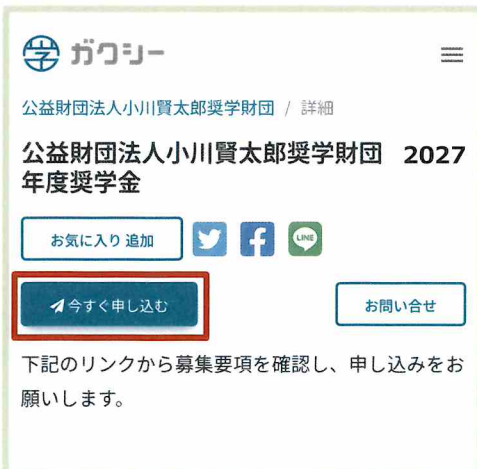 ガクシー
公益財団法人小川賢太郎奨学財団 / 詳細
公益財団法人小川賢太郎奨学財団 2027
年度奨学金
お気に入り 追加
LINE
今すぐ申し込む
お問い合せ
下記のリンクから募集要項を確認し、申し込みをお
願いします。